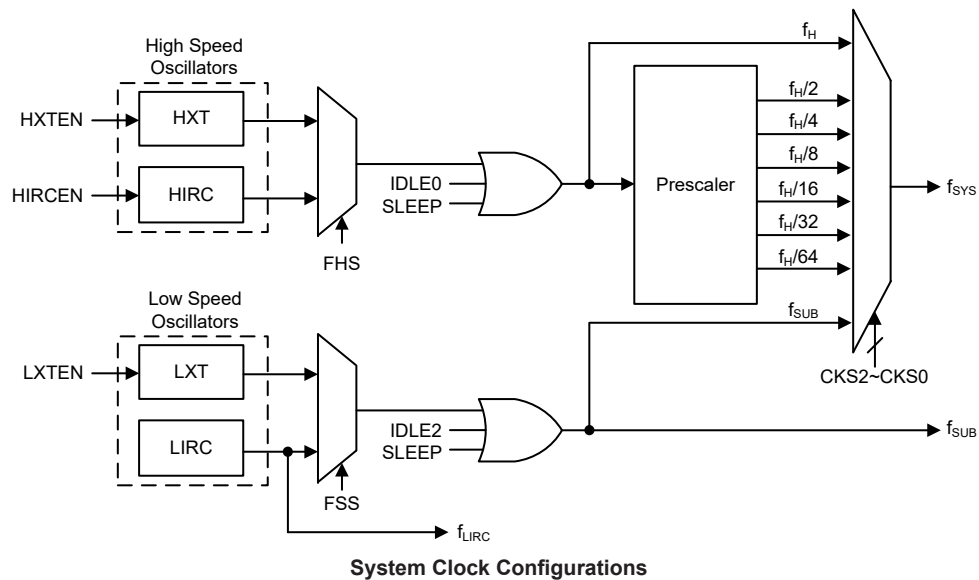 High Speed
Oscillators
HXTEN
HXT
HIRCEN
HIRC
FHS
IDLE0
SLEEP
Prescaler
fH
fH/2
fH/4
fH/8
fH/16
fH/32
fH/64
fSUB
fSYS
CKS2~CKS0
Low Speed
Oscillators
LXTEN
LXT
LIRC
FSS
IDLE2
SLEEP
fSUB
fLIRC
System Clock Configurations